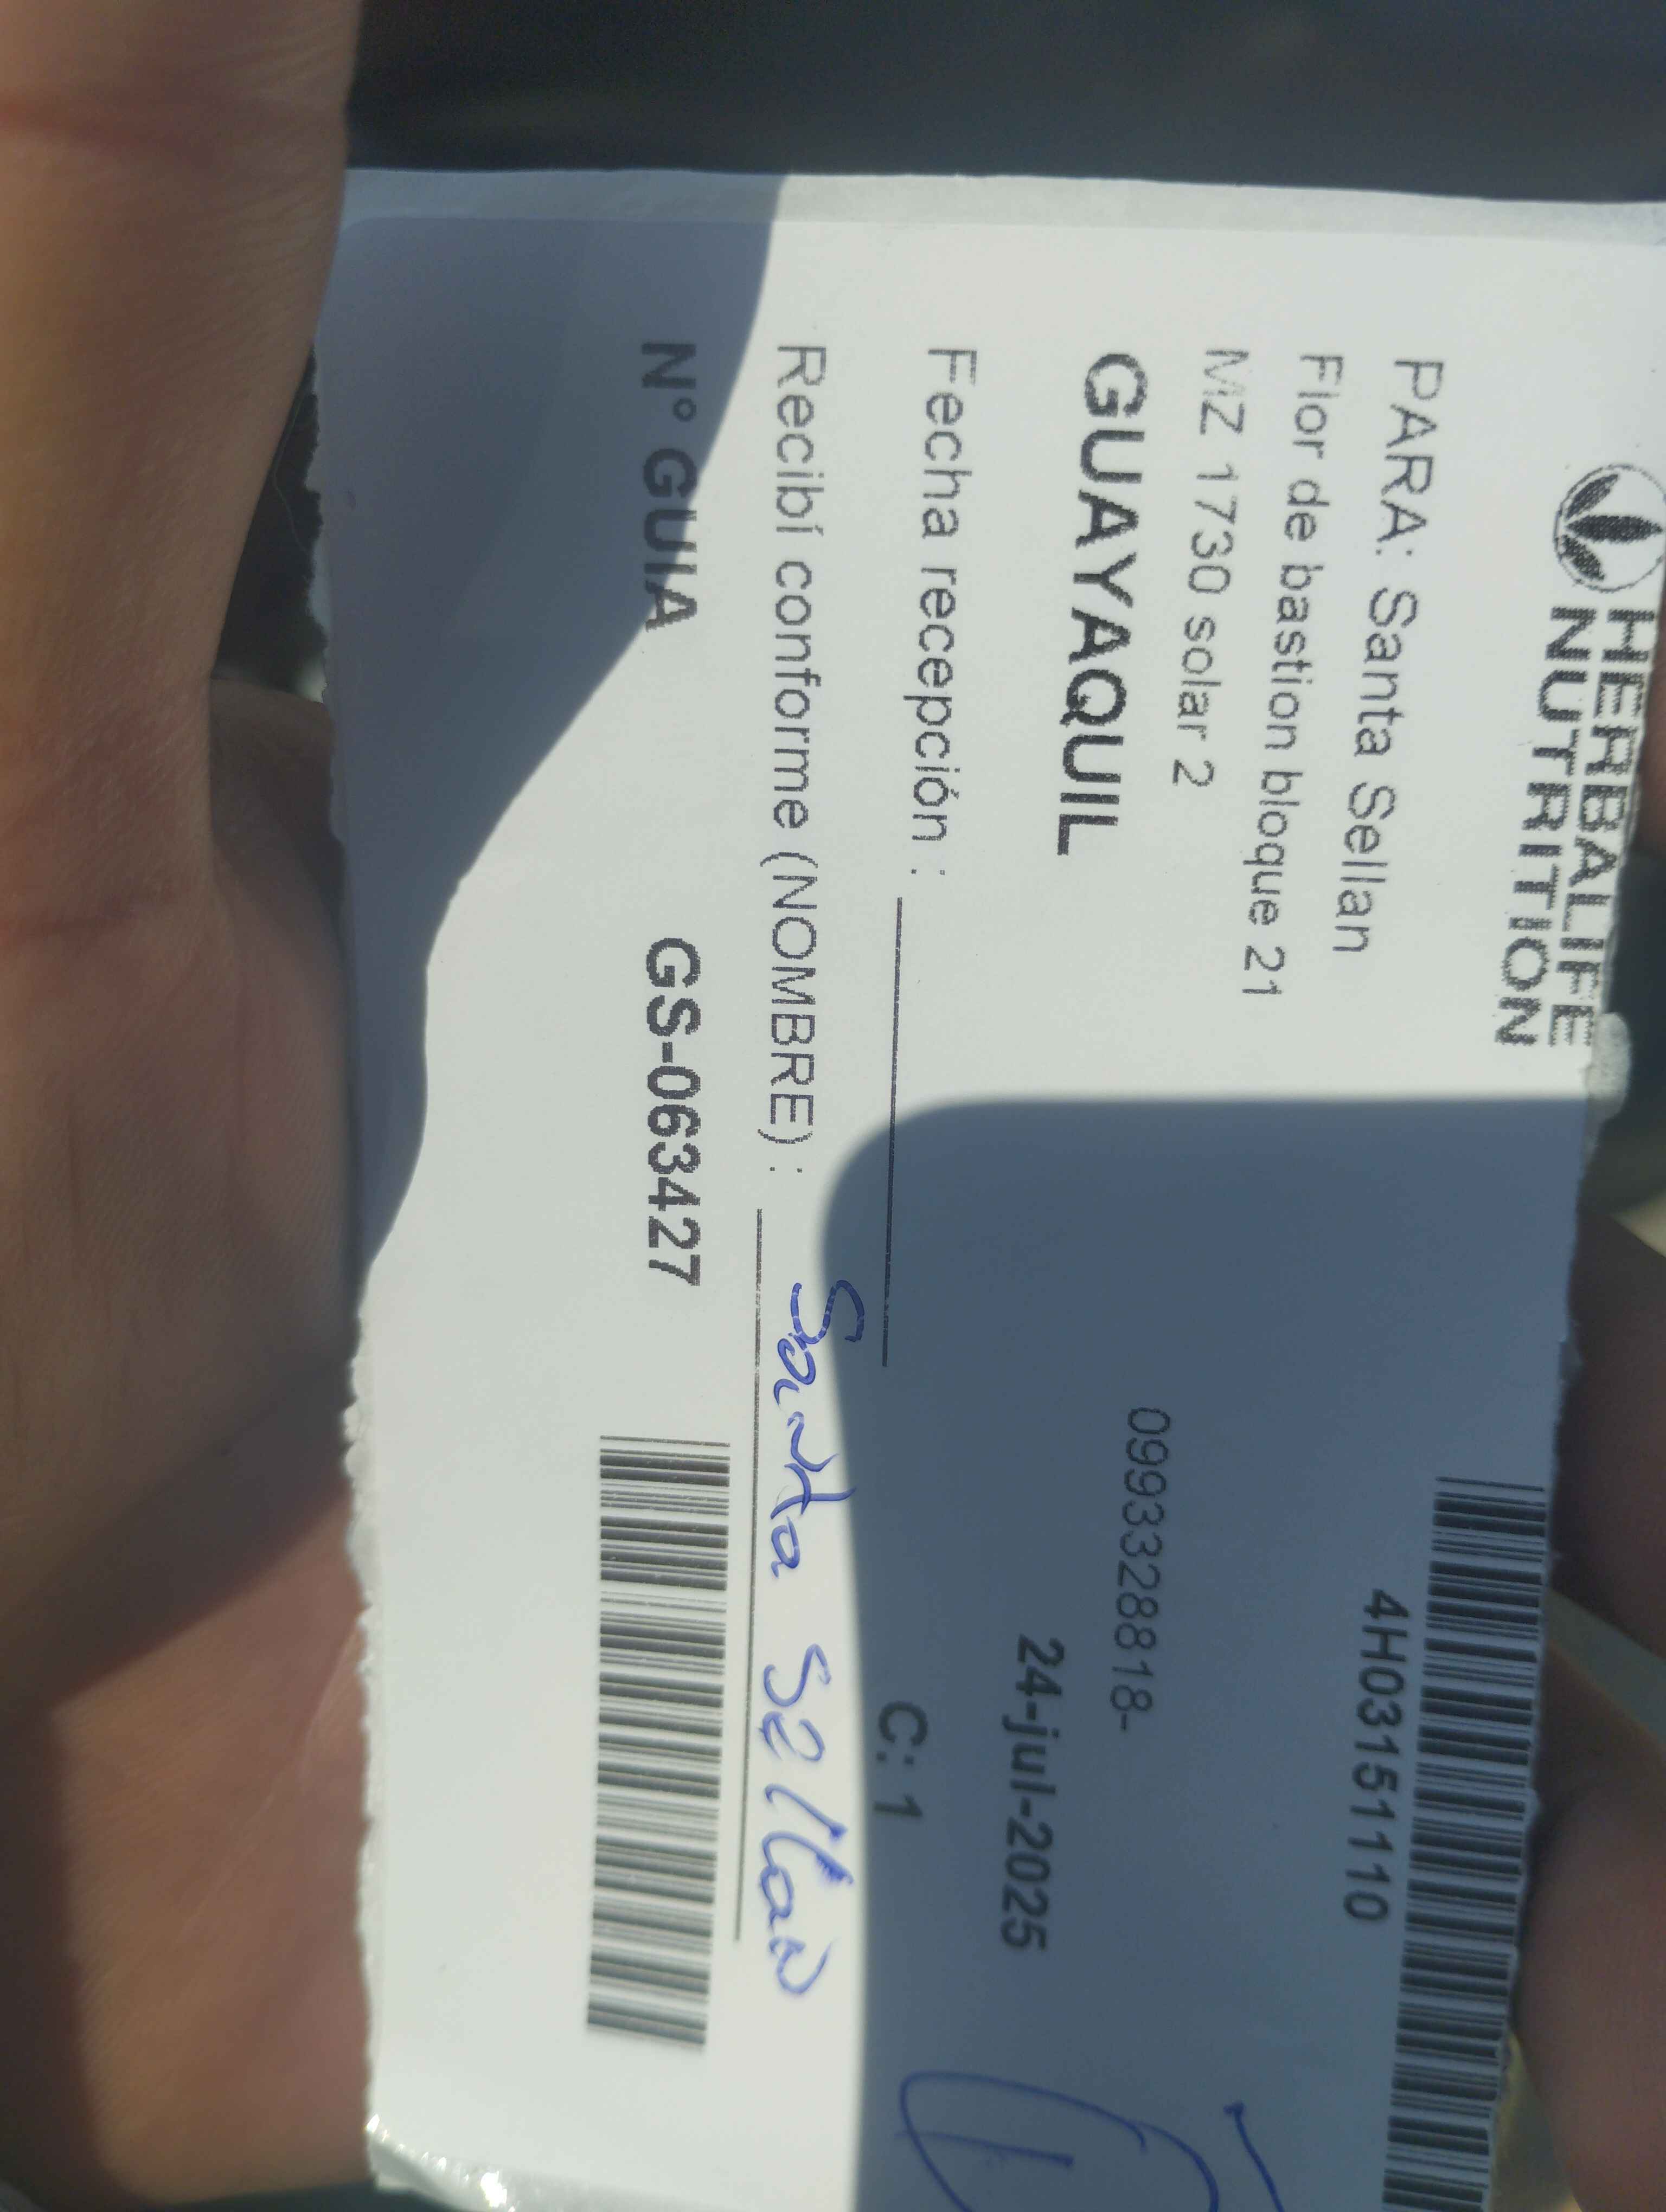 HERBALIFE
NUTRITION
4H03151110
PARA: Santa Sellan
Flor de bastion bloque 21
MZ 1730 solar 2
0993328818-
GUAYAQUIL
24-jul-2025
Fecha recepción :
C: 1
Recibí conforme (NOMBRE) : Santa Sellan
N° GUIA GS-063427